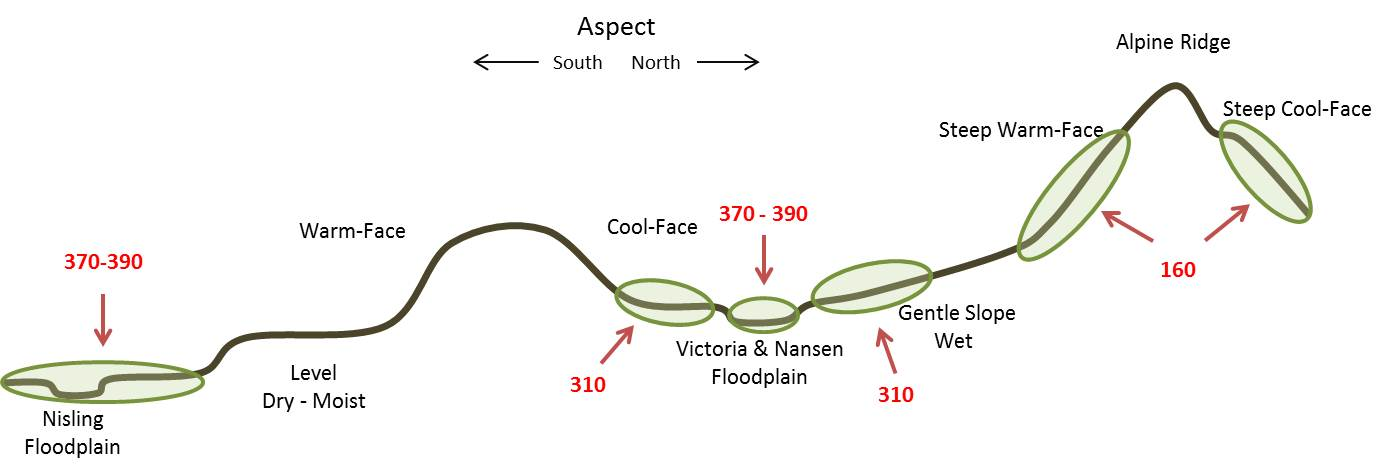 Aspect
South North
Alpine Ridge
Steep Cool-Face
Steep Warm-Face
370 - 390
Warm-Face
Cool-Face
370-390
160
Gentle Slope
Wet
Victoria & Nansen
Floodplain
Level
Dry - Moist
310
310
Nisling
Floodplain